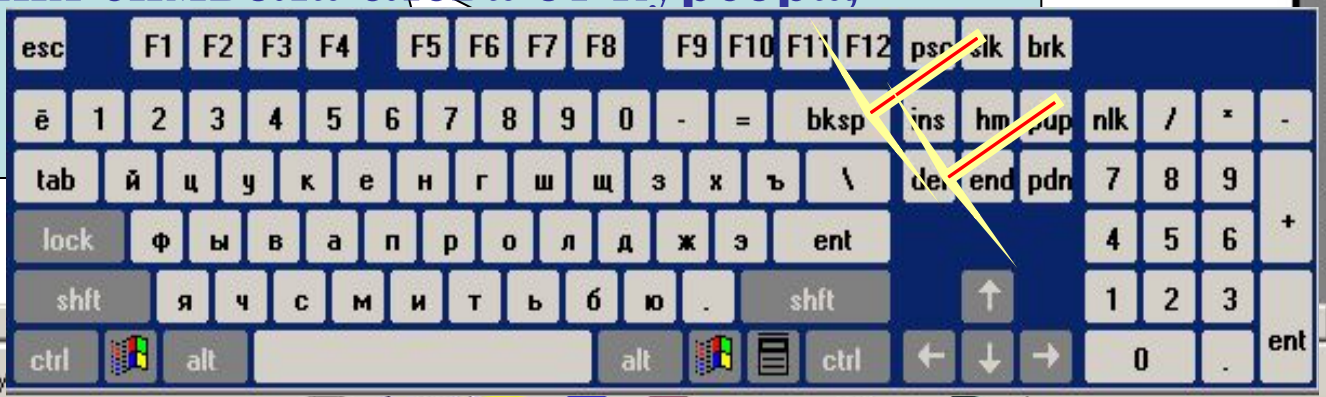 esc F1 F2 F3 F4 F5 F6 F7 F8 F9 F10 F11 F12 psc slk brk
ё 1 2 3 4 5 6 7 8 9 0 - = bksp ins hm pup nlk / * -
tab й ц у к е н г ш щ з х ъ \ del end pdn 7 8 9 +
lock ф ы в а п р о л д ж э ent 4 5 6
shft я ч с м и т ь б ю . shft ↑ 1 2 3 ent
ctrl alt alt ctrl ← ↓ → 0 .